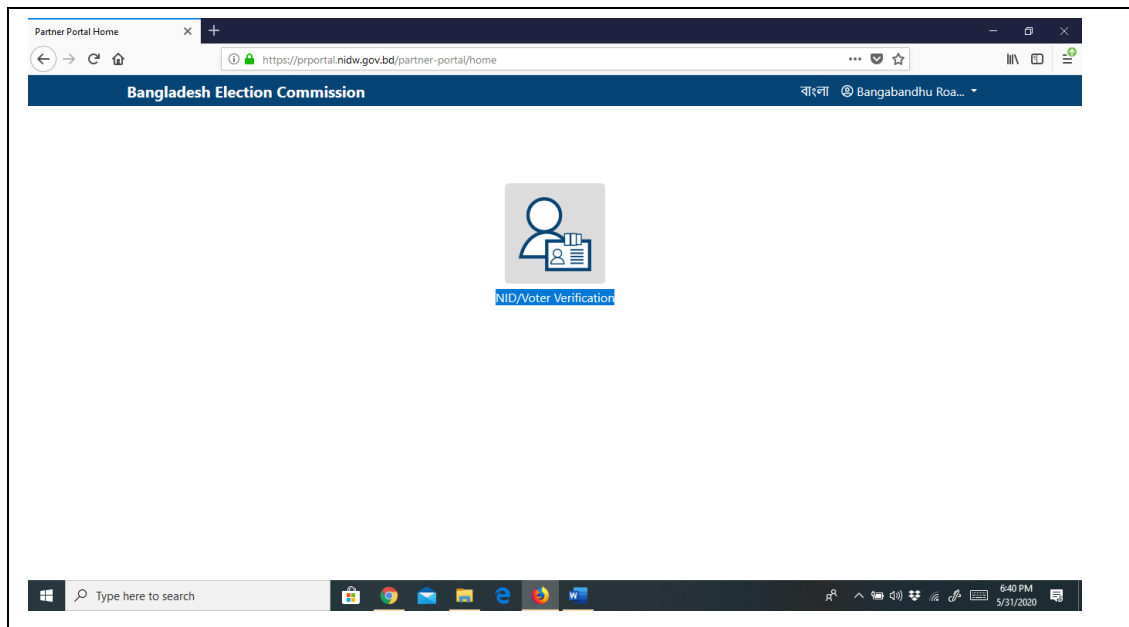 Partner Portal Home
https://prportal.nidw.gov.bd/partner-portal/home
Bangladesh Election Commission
বাংলা Bangabandhu Roa...
NID/Voter Verification
Type here to search
6:40 PM
5/31/2020